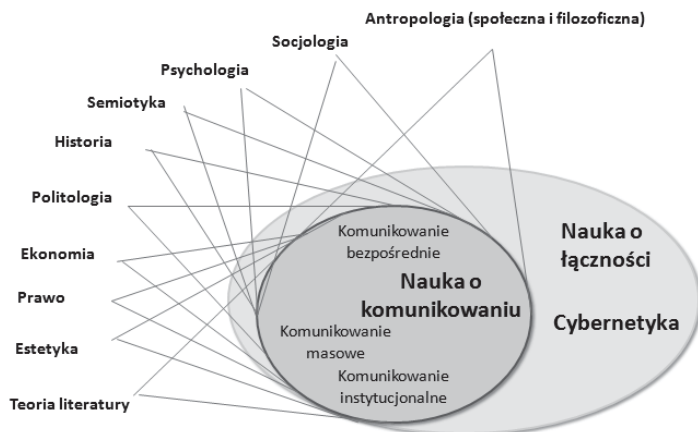 Antropologia (społeczna i filozoficzna)
Socjologia
Psychologia
Semiotyka
Historia
Politologia
Ekonomia
Prawo
Estetyka
Teoria literatury
Komunikowanie
bezpośrednie
Nauka o
komunikowaniu
Komunikowanie
masowe
Komunikowanie
instytucjonalne
Nauka o
łączności
Cybernetyka